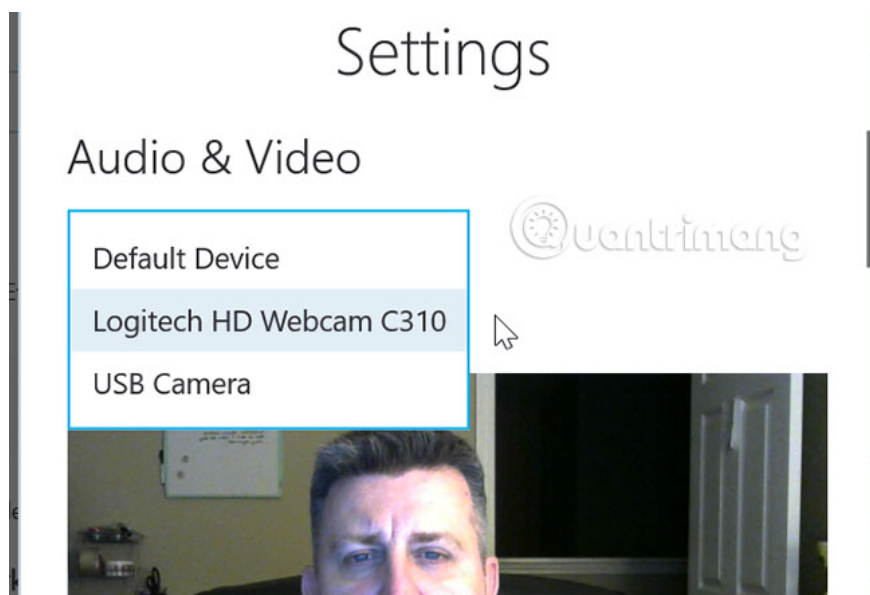 Settings
Audio & Video
Quantrimang
Default Device
Logitech HD Webcam C310
USB Camera